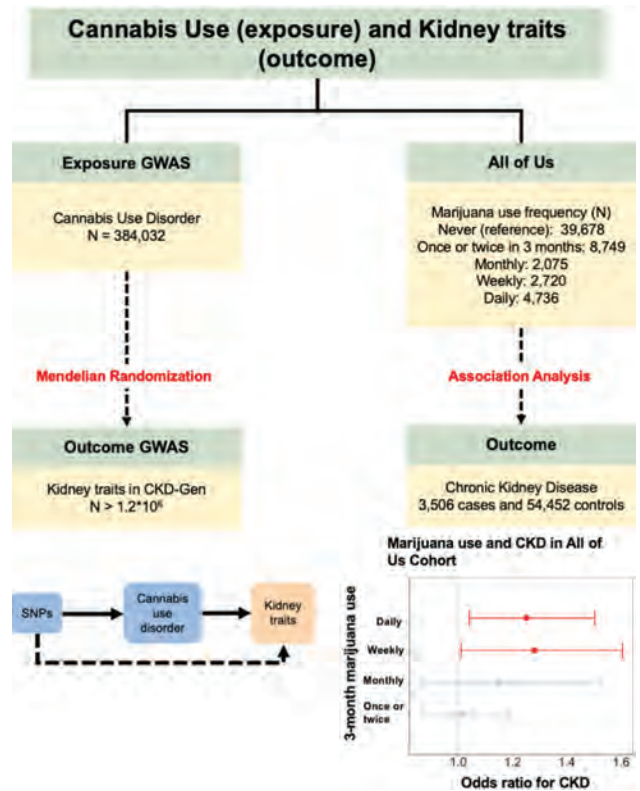 Cannabis Use (exposure) and Kidney traits
(outcome)
Exposure GWAS
Cannabis Use Disorder
N = 384,032
Mendelian Randomization
Outcome GWAS
Kidney traits in CKD-Gen
N > 1.2*10⁶
SNPs
Cannabis
use
disorder
Kidney
traits
All of Us
Marijuana use frequency (N)
Never (reference): 39,678
Once or twice in 3 months: 8,749
Monthly: 2,075
Weekly: 2,720
Daily: 4,736
Association Analysis
Outcome
Chronic Kidney Disease
3,506 cases and 54,452 controls
Marijuana use and CKD in All of
Us Cohort
3-month marijuana use
Daily
Weekly
Monthly
Once or
twice
1.0 1.2 1.4 1.6
Odds ratio for CKD